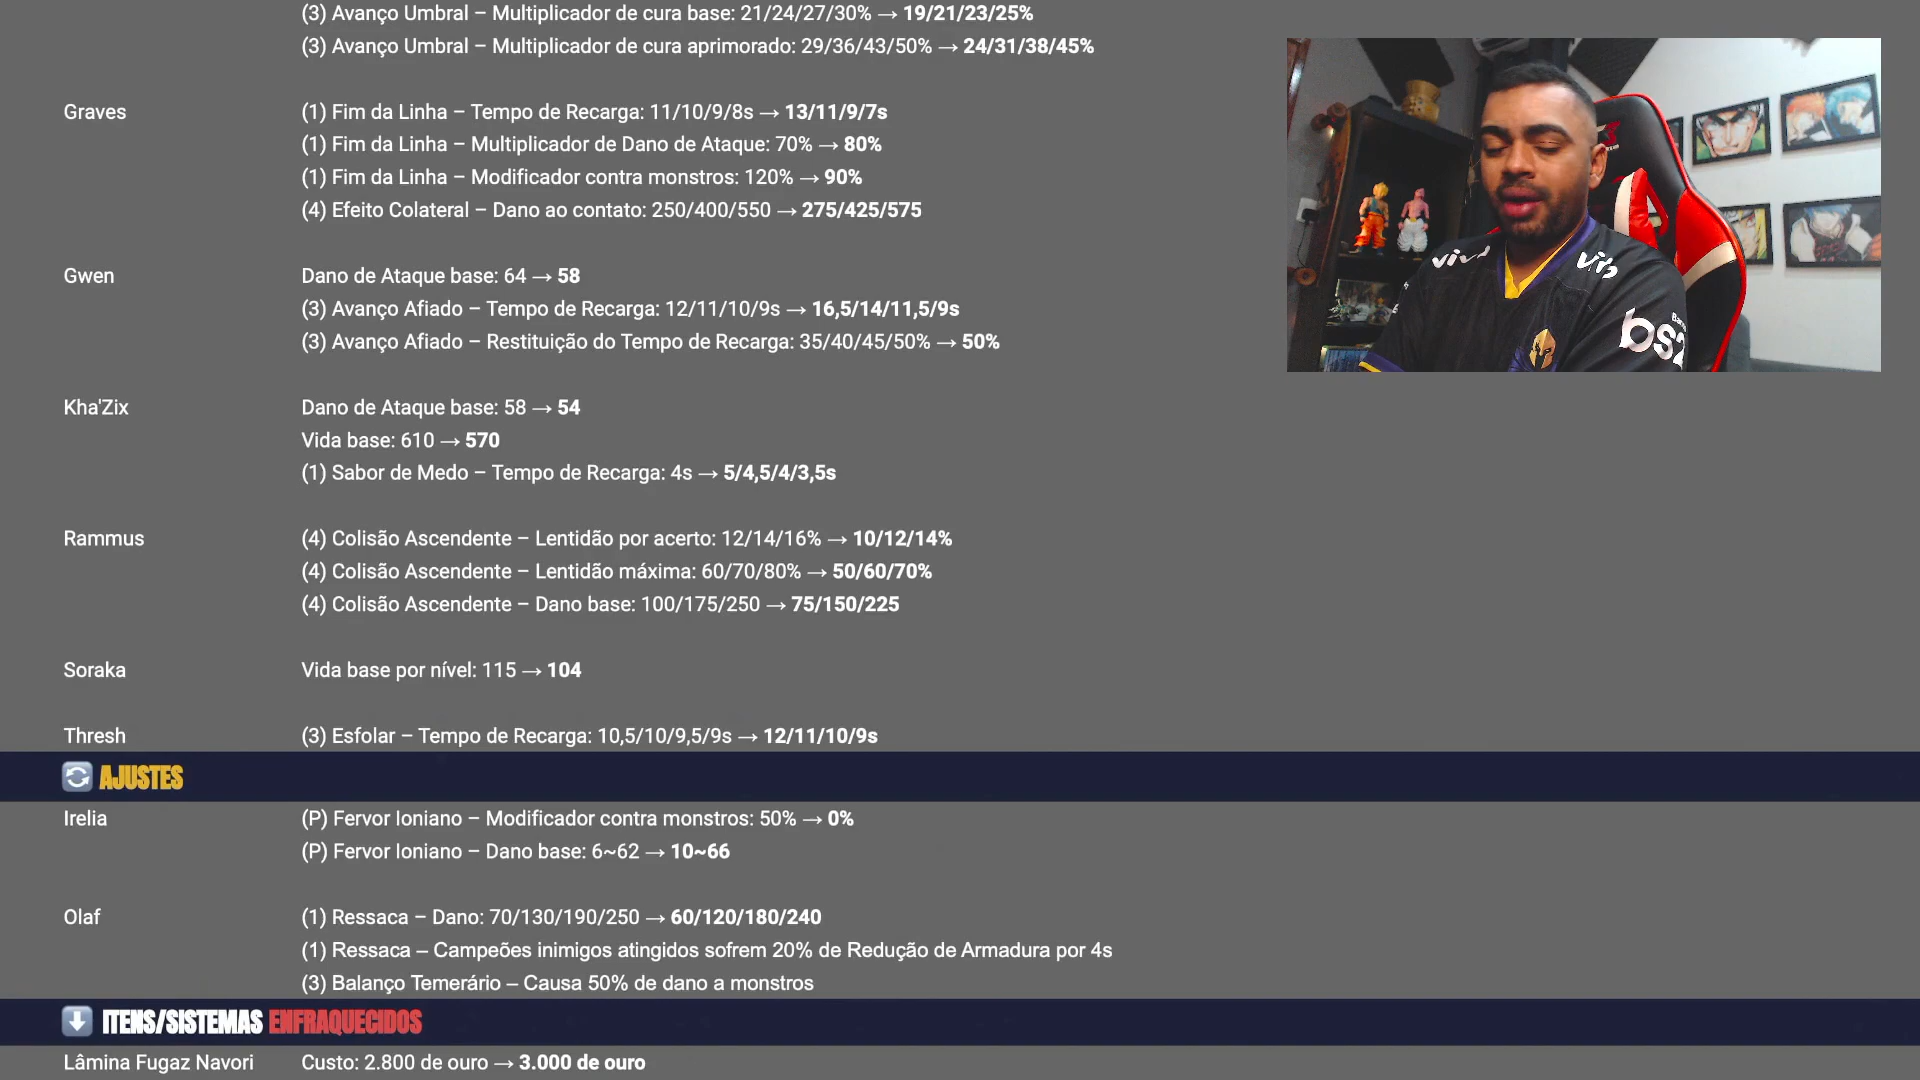 (3) Avanço Umbral – Multiplicador de cura base: 21/24/27/30% → 19/21/23/25%
(3) Avanço Umbral – Multiplicador de cura aprimorado: 29/36/43/50% → 24/31/38/45%
Graves
(1) Fim da Linha – Tempo de Recarga: 11/10/9/8s → 13/11/9/7s
(1) Fim da Linha – Multiplicador de Dano de Ataque: 70% → 80%
(1) Fim da Linha – Modificador contra monstros: 120% → 90%
(4) Efeito Colateral – Dano ao contato: 250/400/550 → 275/425/575
Gwen
Dano de Ataque base: 64 → 58
(3) Avanço Afiado – Tempo de Recarga: 12/11/10/9s → 16,5/14/11,5/9s
(3) Avanço Afiado – Restituição do Tempo de Recarga: 35/40/45/50% → 50%
Kha'Zix
Dano de Ataque base: 58 → 54
Vida base: 610 → 570
(1) Sabor de Medo – Tempo de Recarga: 4s → 5/4,5/4/3,5s
Rammus
(4) Colisão Ascendente – Lentidão por acerto: 12/14/16% → 10/12/14%
(4) Colisão Ascendente – Lentidão máxima: 60/70/80% → 50/60/70%
(4) Colisão Ascendente – Dano base: 100/175/250 → 75/150/225
Soraka
Vida base por nível: 115 → 104
Thresh
(3) Esfolar – Tempo de Recarga: 10,5/10/9,5/9s → 12/11/10/9s
AJUSTES
Irelia
(P) Fervor Ioniano – Modificador contra monstros: 50% → 0%
(P) Fervor Ioniano – Dano base: 6~62 → 10~66
Olaf
(1) Ressaca – Dano: 70/130/190/250 → 60/120/180/240
(1) Ressaca – Campeões inimigos atingidos sofrem 20% de Redução de Armadura por 4s
(3) Balanço Temerário – Causa 50% de dano a monstros
ITENS/SISTEMAS ENFRAQUECIDOS
Lâmina Fugaz Navori
Custo: 2.800 de ouro → 3.000 de ouro
bs2